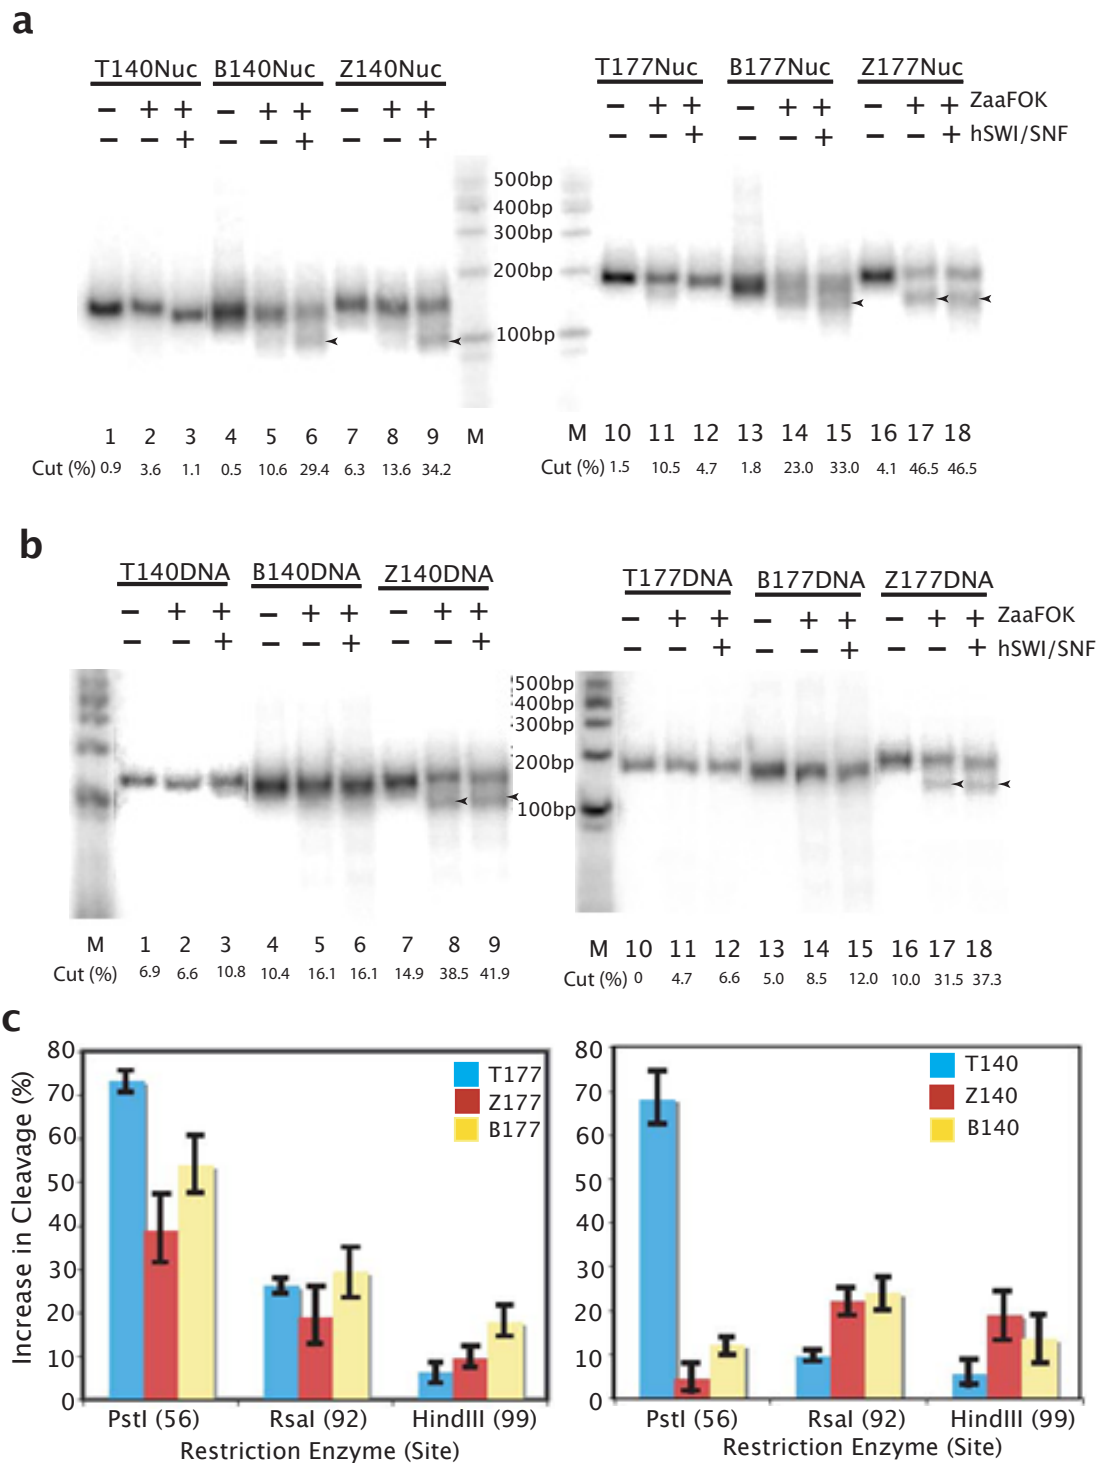 a
T140Nuc B140Nuc Z140Nuc T177Nuc B177Nuc Z177Nuc
− + + − + + − + + − + + − + + − + + ZaaFOK
− − + − − + − − + − − + − − + − − + hSWI/SNF
500bp
400bp
300bp
200bp
100bp
1 2 3 4 5 6 7 8 9 M M 10 11 12 13 14 15 16 17 18
Cut (%) 0.9 3.6 1.1 0.5 10.6 29.4 6.3 13.6 34.2 Cut (%) 1.5 10.5 4.7 1.8 23.0 33.0 4.1 46.5 46.5
b
T140DNA B140DNA Z140DNA T177DNA B177DNA Z177DNA
− + + − + + − + + − + + − + + − + + ZaaFOK
− − + − − + − − + − − + − − + − − + hSWI/SNF
500bp
400bp
300bp
200bp
100bp
M 1 2 3 4 5 6 7 8 9 M 10 11 12 13 14 15 16 17 18
Cut (%) 6.9 6.6 10.8 10.4 16.1 16.1 14.9 38.5 41.9 Cut (%) 0 4.7 6.6 5.0 8.5 12.0 10.0 31.5 37.3
c
Increase in Cleavage (%)
80
70
60
50
40
30
20
10
0
T177
Z177
B177
PstI (56) RsaI (92) HindIII (99)
Restriction Enzyme (Site)
80
70
60
50
40
30
20
10
0
T140
Z140
B140
PstI (56) RsaI (92) HindIII (99)
Restriction Enzyme (Site)